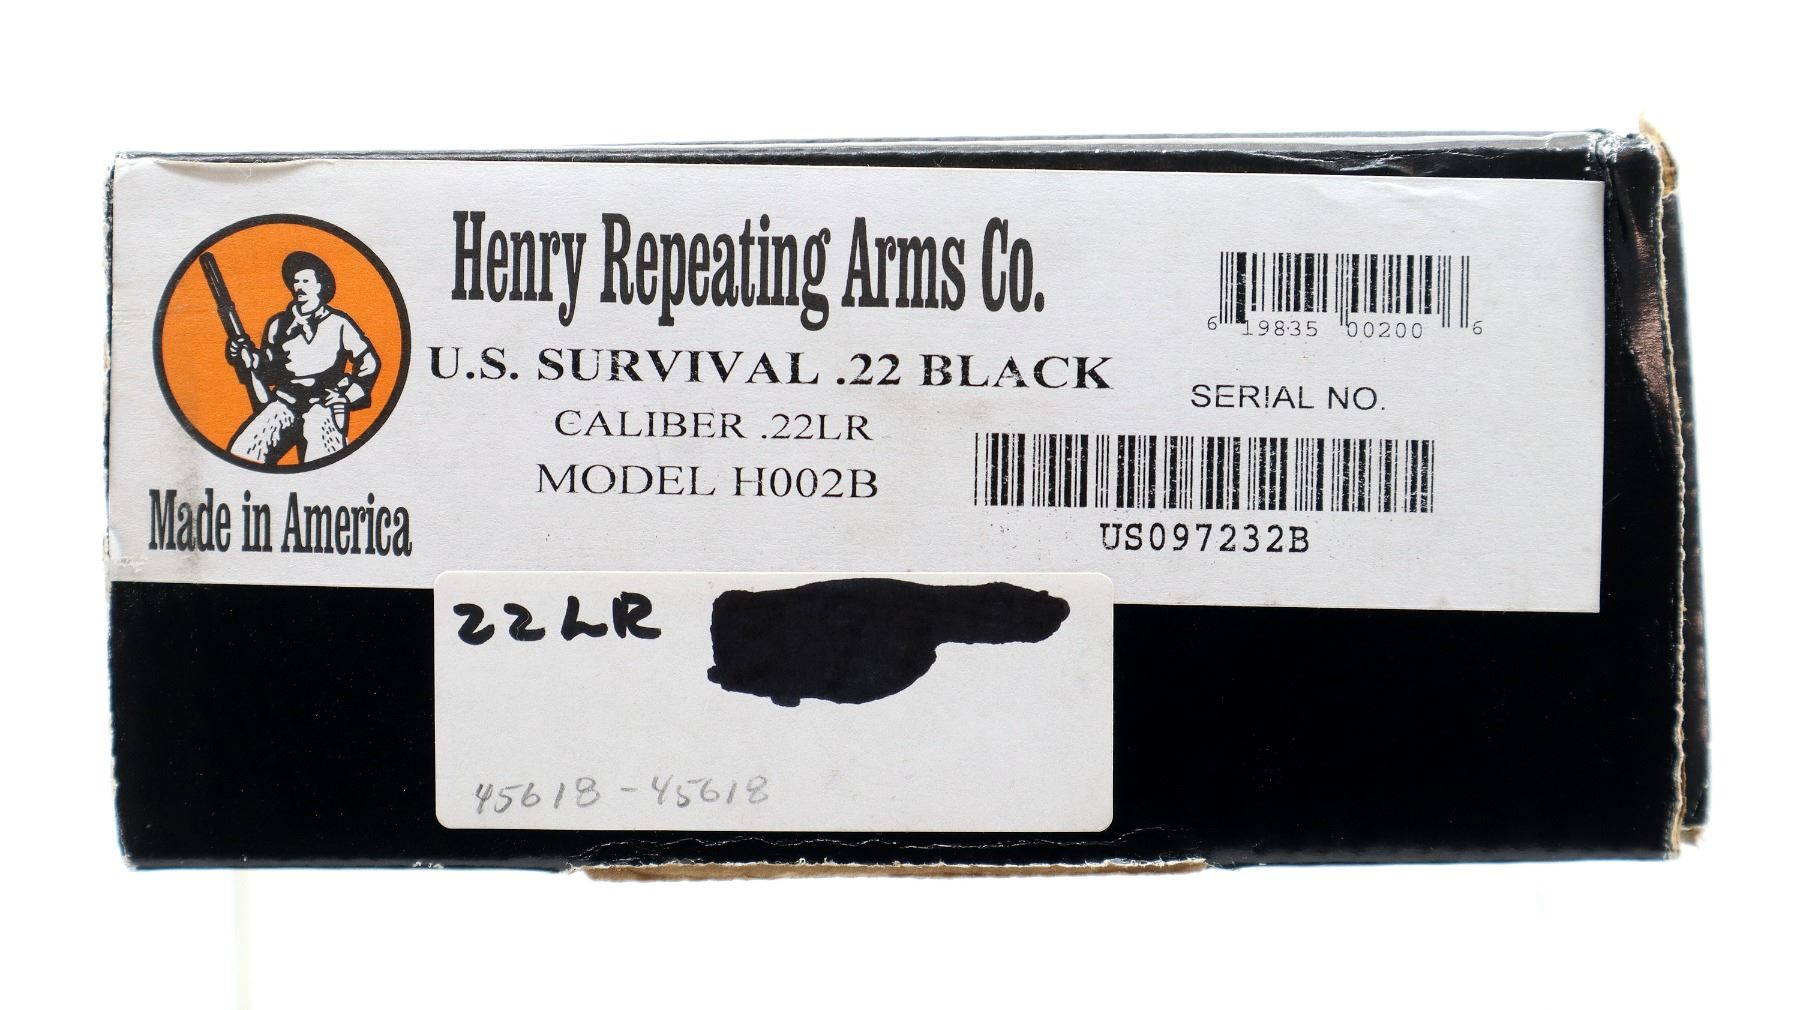 Henry Repeating Arms Co.
U.S. SURVIVAL .22 BLACK
CALIBER .22LR
MODEL H002B
Made in America
6 19835 00200 6
SERIAL NO.
US097232B
22LR
45618-45618